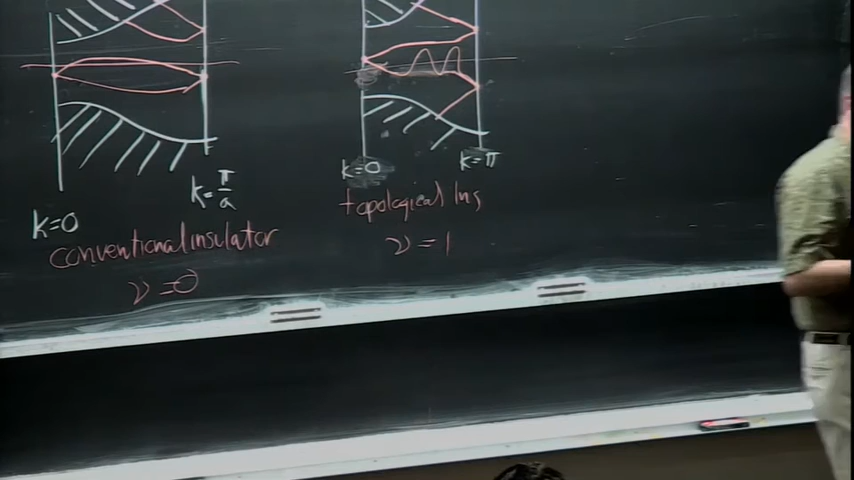 k=0
k=π/a
conventional insulator
ν=0
k=0
k=π
topological Ins
ν=1